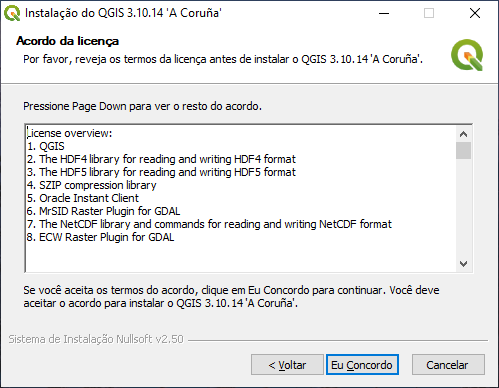 Instalação do QGIS 3.10.14 'A Coruña'
Acordo da licença
Por favor, reveja os termos da licença antes de instalar o QGIS 3.10.14 'A Coruña'.
Pressione Page Down para ver o resto do acordo.
License overview:
1. QGIS
2. The HDF4 library for reading and writing HDF4 format
3. The HDF5 library for reading and writing HDF5 format
4. SZIP compression library
5. Oracle Instant Client
6. MrSID Raster Plugin for GDAL
7. The NetCDF library and commands for reading and writing NetCDF format
8. ECW Raster Plugin for GDAL
Se você aceita os termos do acordo, clique em Eu Concordo para continuar. Você deve
aceitar o acordo para instalar o QGIS 3.10.14 'A Coruña'.
Sistema de Instalação Nullsoft v2.50
< Voltar
Eu Concordo
Cancelar